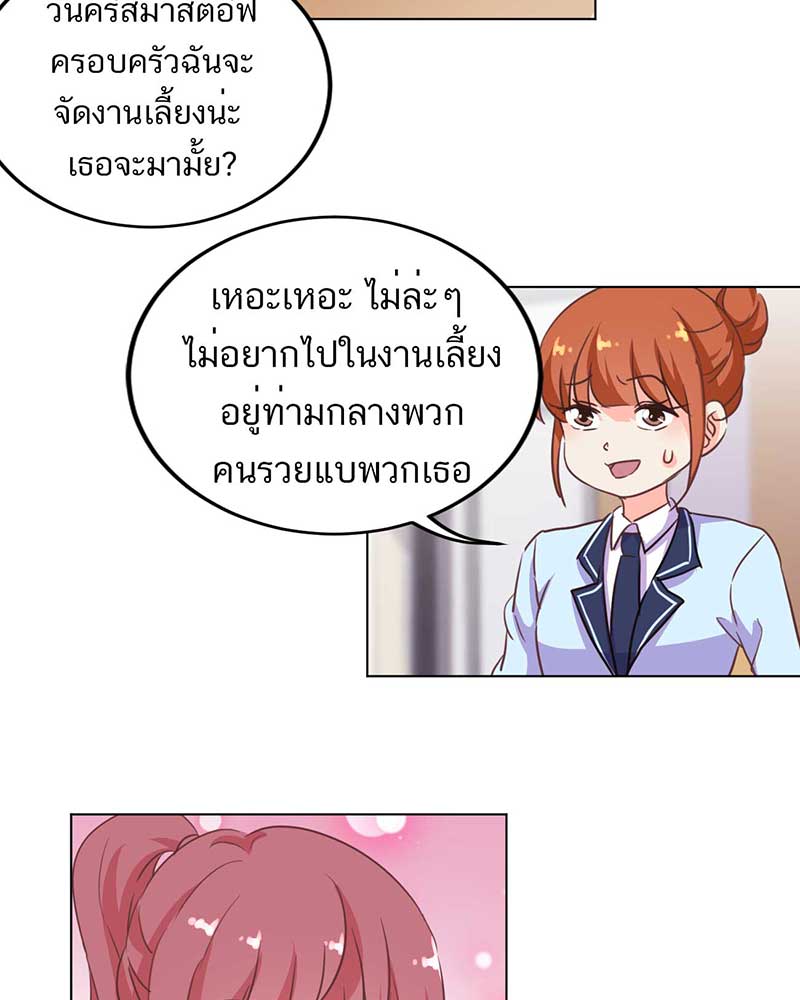 วันคริสมาสต์อีฟ
ครอบครัวฉันจะ
จัดงานเลี้ยงน่ะ
เธอจะมามั้ย?
เหอะเหอะ ไม่ล่ะๆ
ไม่อยากไปในงานเลี้ยง
อยู่ท่ามกลางพวก
คนรวยแบพวกเธอ